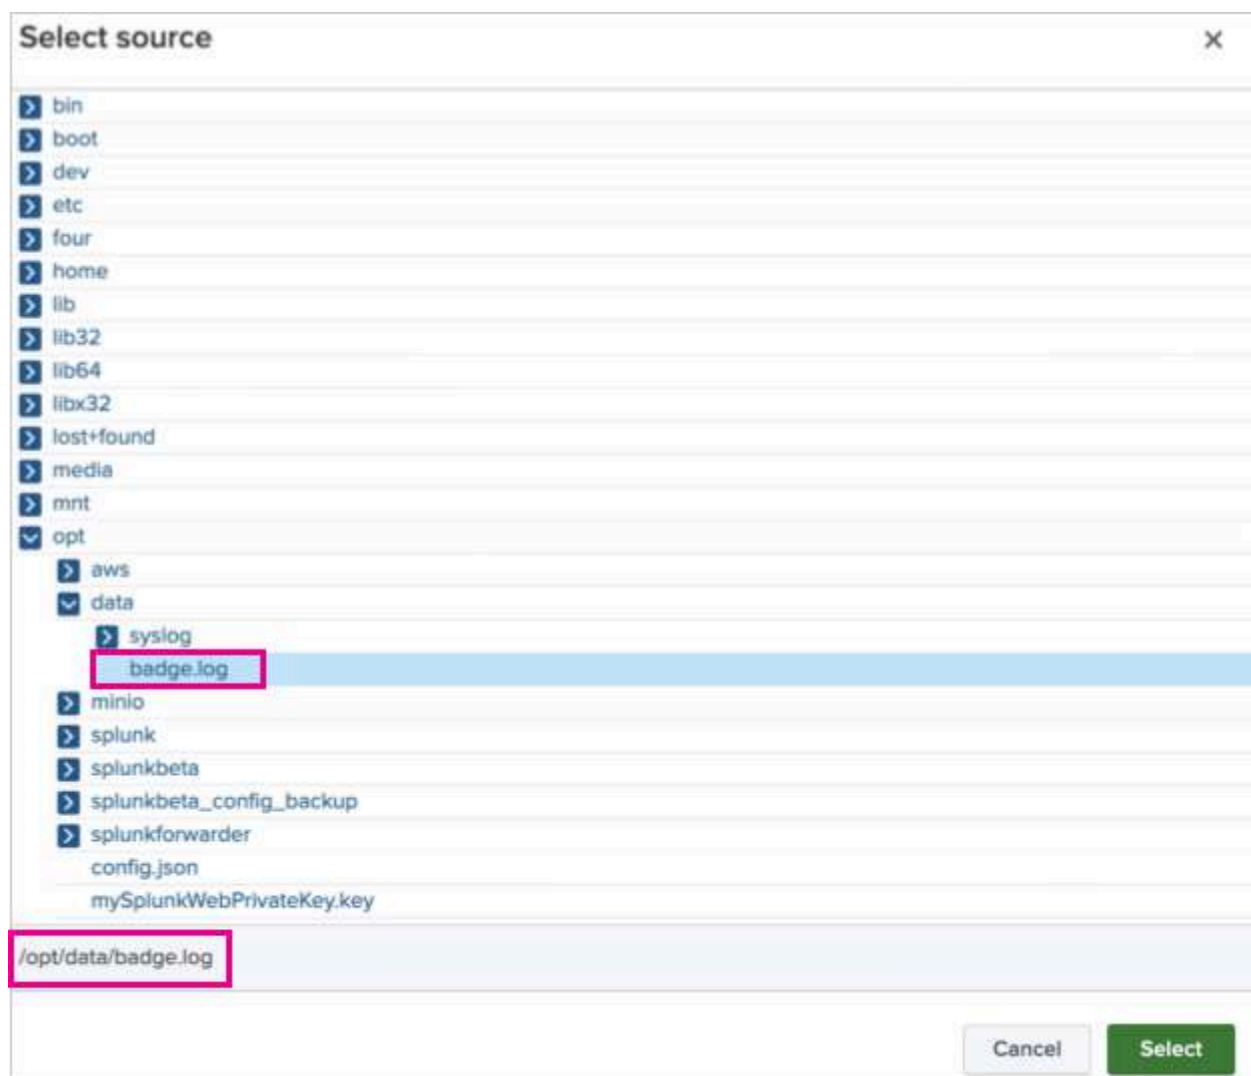 Select source
bin
boot
dev
etc
four
home
lib
lib32
lib64
libx32
lost+found
media
mnt
opt
aws
data
syslog
badge.log
minio
splunk
splunkbeta
splunkbeta_config_backup
splunkforwarder
config.json
mySplunkWebPrivateKey.key
/opt/data/badge.log
Cancel Select